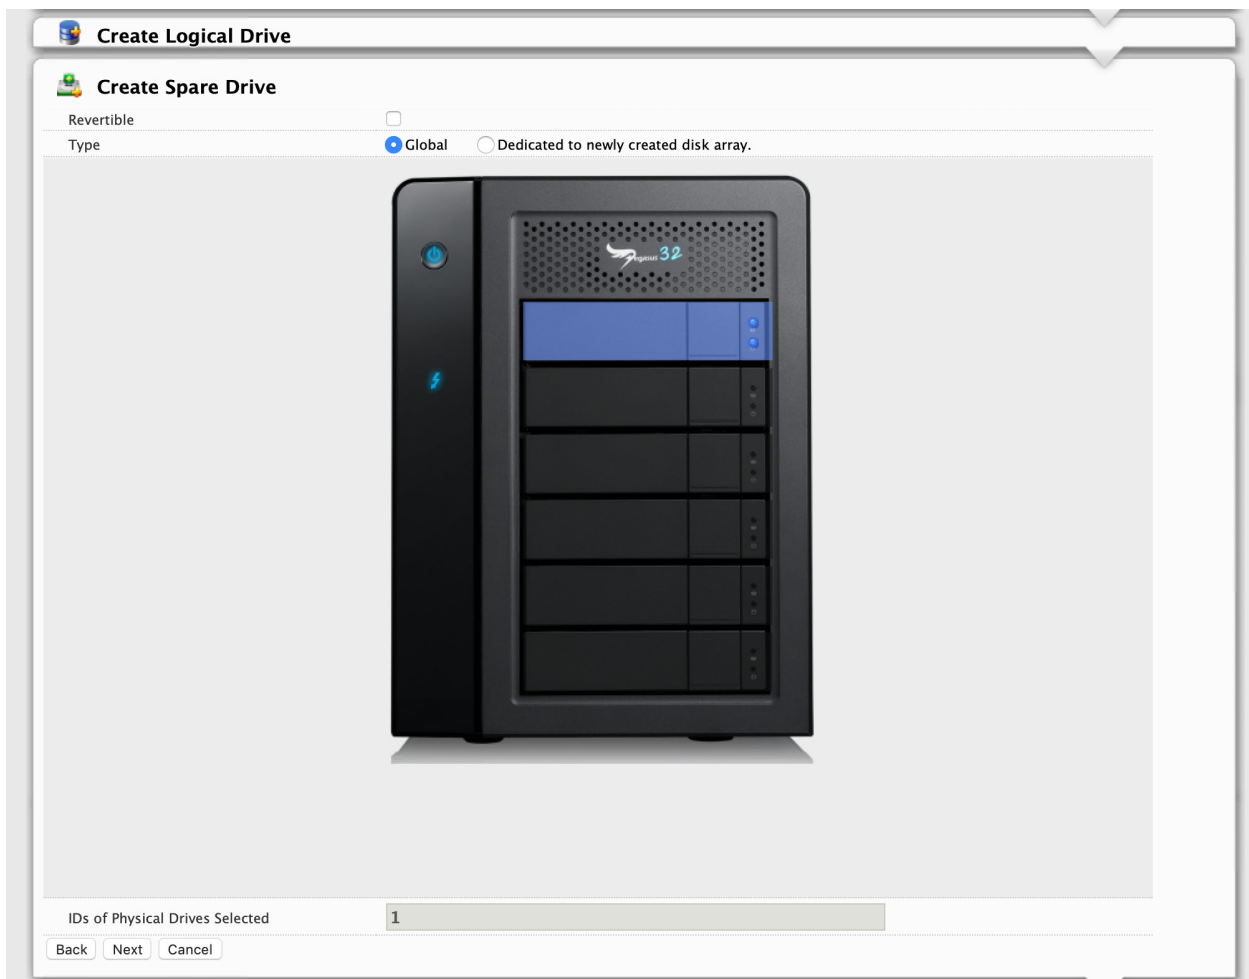 Create Logical Drive
Create Spare Drive
Revertible
Type Global Dedicated to newly created disk array.
Pegasus 32
IDs of Physical Drives Selected 1
Back Next Cancel